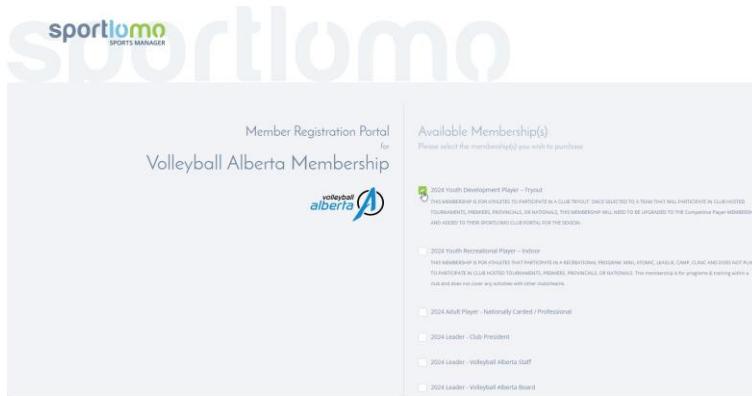 sportlomo
sportlomo
SPORTS MANAGER
Member Registration Portal
for
Volleyball Alberta Membership
volleyball
alberta
Available Membership(s)
Please select the membership(s) you wish to purchase
2024 Youth Development Player – Tryout
THIS MEMBERSHIP IS FOR ATHLETES TO PARTICIPATE IN A CLUB TRYOUT. ONCE SELECTED TO A TEAM THAT WILL PARTICIPATE IN CLUB HOSTED
TOURNAMENTS, PREMIERS, PROVINCIALS, OR NATIONALS, THIS MEMBERSHIP WILL NEED TO BE UPGRADED TO THE Competitive Player MEMBERSH
AND ADDED TO THEIR SPORTLOMO CLUB PORTAL FOR THE SEASON.
2024 Youth Recreational Player – Indoor
THIS MEMBERSHIP IS FOR ATHLETES THAT PARTICIPATE IN A RECREATIONAL PROGRAM: MINI, ATOMIC, LEAGUE, CAMP, CLINIC AND DOES NOT PLA
TO PARTICIPATE IN CLUB HOSTED TOURNAMENTS, PREMIERS, PROVINCIALS, OR NATIONALS. The membership is for programs & training within a
club and does not cover any activities with other clubs/teams.
2024 Adult Player - Nationally Carded / Professional
2024 Leader - Club President
2024 Leader - Volleyball Alberta Staff
2024 Leader - Volleyball Alberta Board